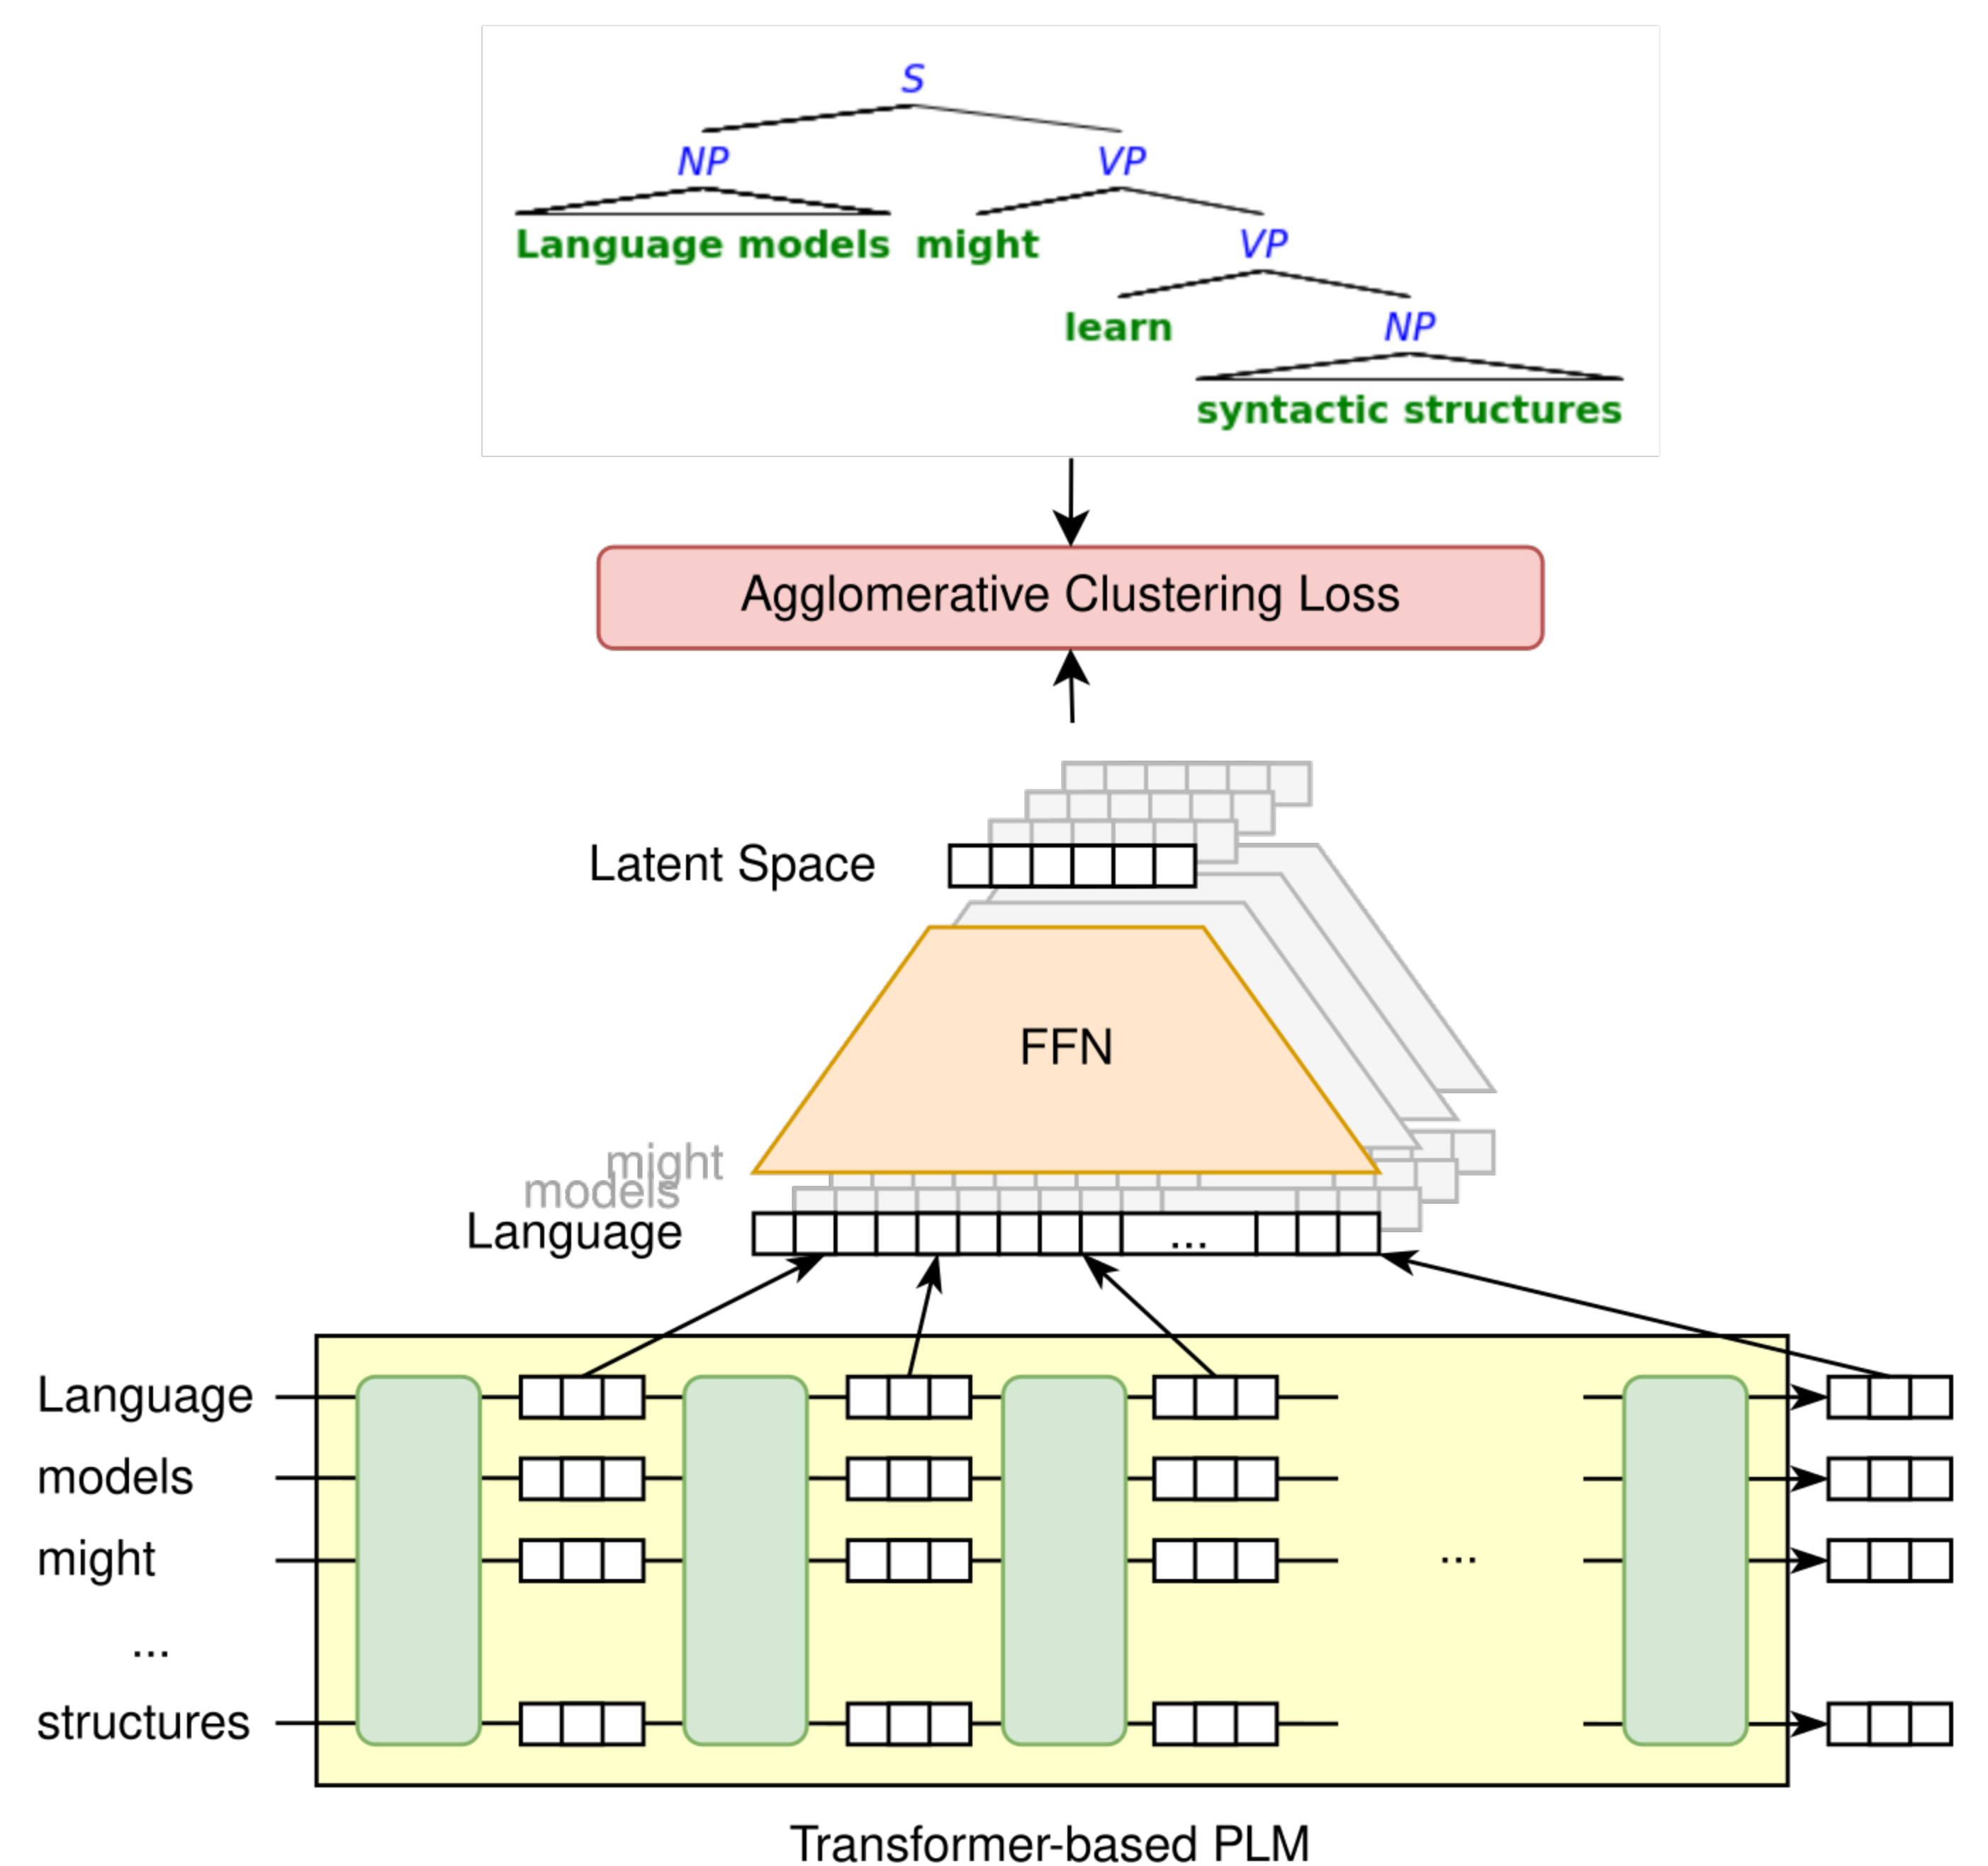 S
NP VP
Language models might VP
learn NP
syntactic structures
Agglomerative Clustering Loss
Latent Space
FFN
might
models
Language ...
Language
models
might ...
...
structures
Transformer-based PLM